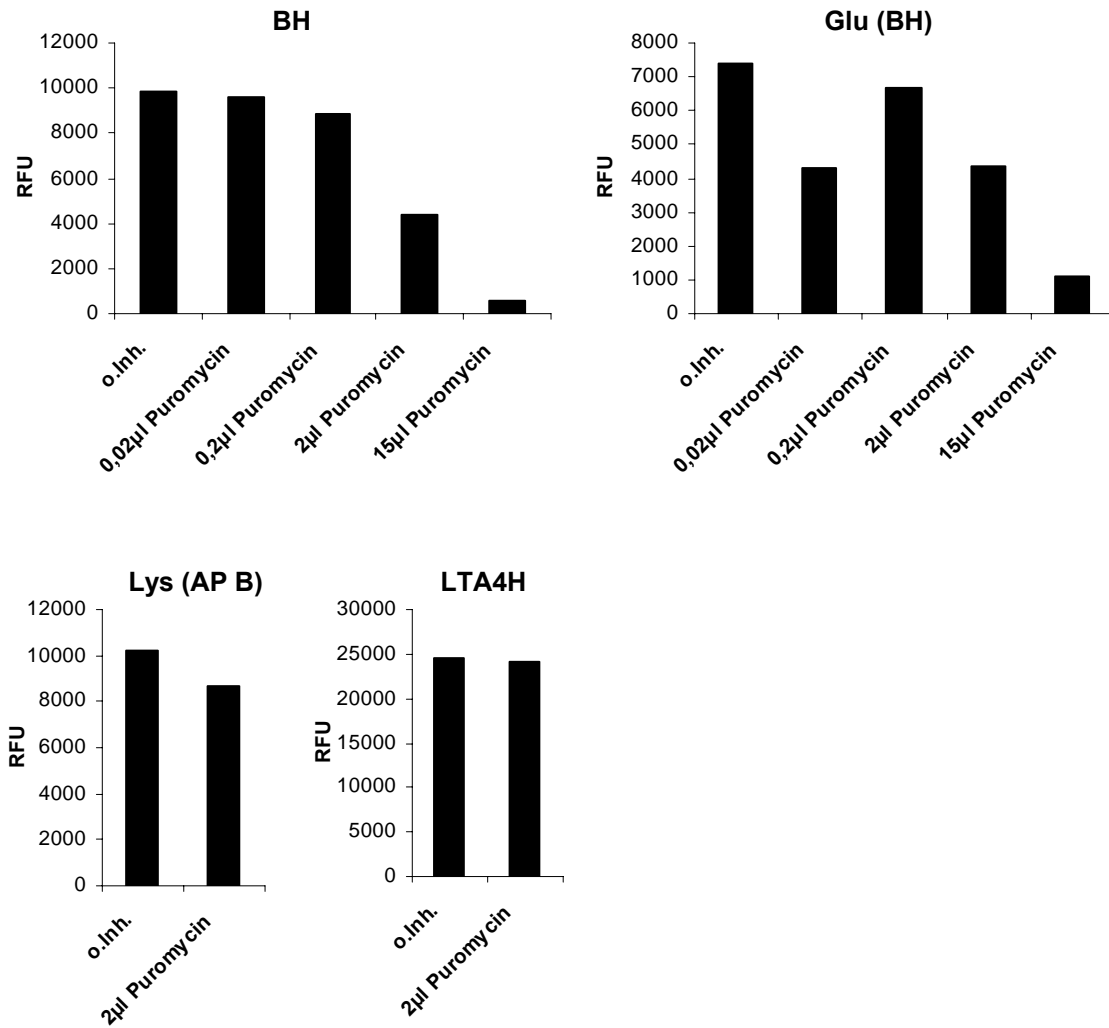 BH
12000
10000
8000
6000
4000
2000
0
RFU
o.Inh.
0,02µl Puromycin
0,2µl Puromycin
2µl Puromycin
15µl Puromycin
Glu (BH)
8000
7000
6000
5000
4000
3000
2000
1000
0
RFU
o.Inh.
0,02µl Puromycin
0,2µl Puromycin
2µl Puromycin
15µl Puromycin
Lys (AP B)
12000
10000
8000
6000
4000
2000
0
RFU
o.Inh.
2µl Puromycin
LTA4H
30000
25000
20000
15000
10000
5000
0
RFU
o.Inh.
2µl Puromycin